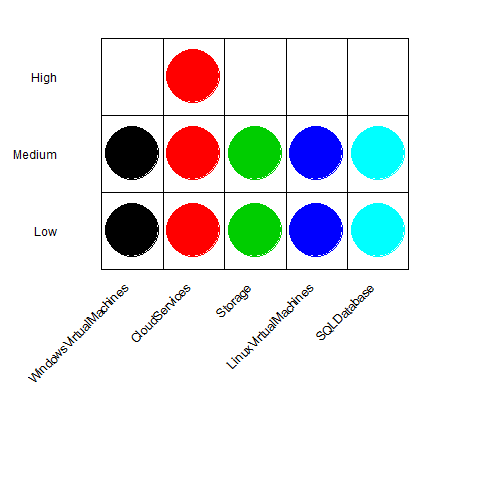 High
Medium
Low
WindowsVirtualMachines
CloudServices
Storage
LinuxVirtualMachines
SQLDatabase